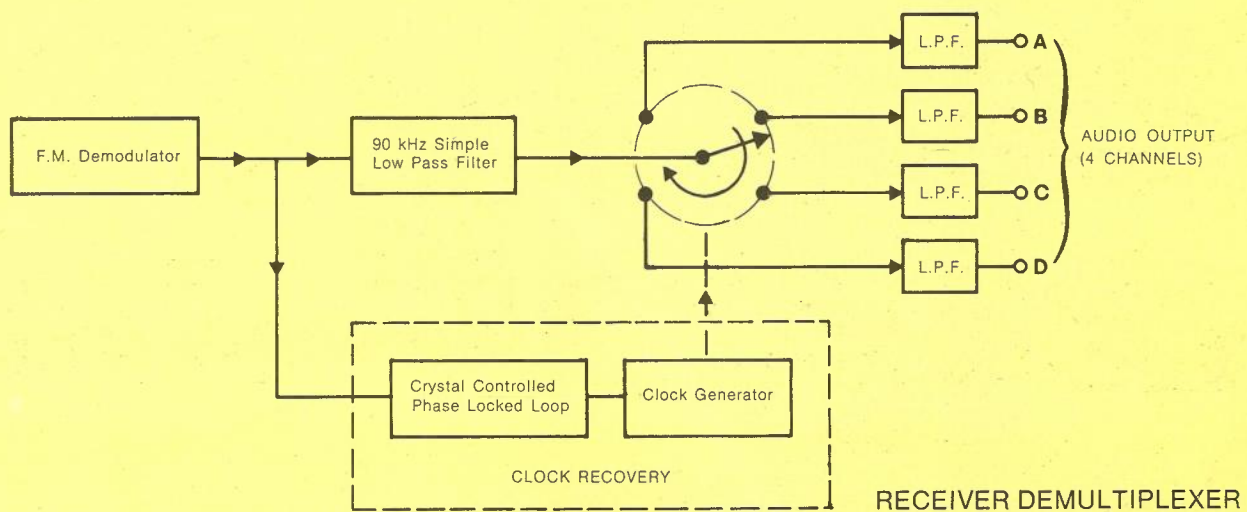 L.P.F.
A
L.P.F.
B
F.M. Demodulator
90 kHz Simple
Low Pass Filter
AUDIO OUTPUT
(4 CHANNELS)
L.P.F.
C
L.P.F.
D
Crystal Controlled
Phase Locked Loop
Clock Generator
CLOCK RECOVERY
RECEIVER DEMULTIPLEXER